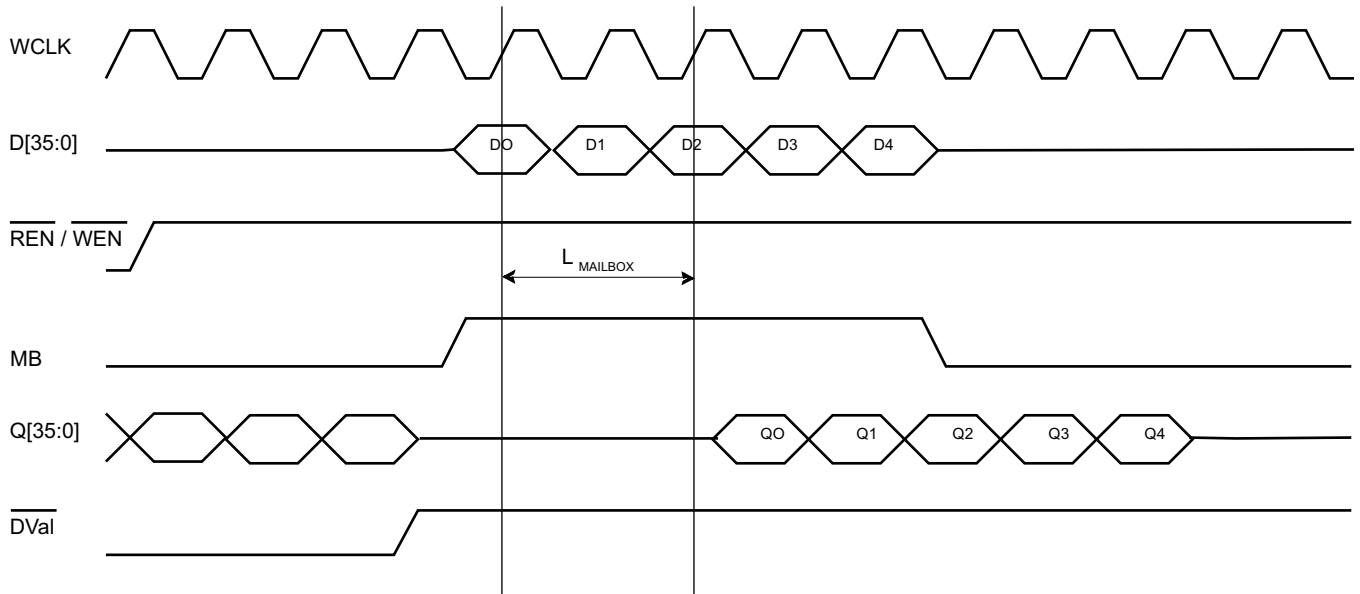 WCLK
D[35:0]
DO D1 D2 D3 D4
REN / WEN
L MAILBOX
MB
Q[35:0]
QO Q1 Q2 Q3 Q4
DVal